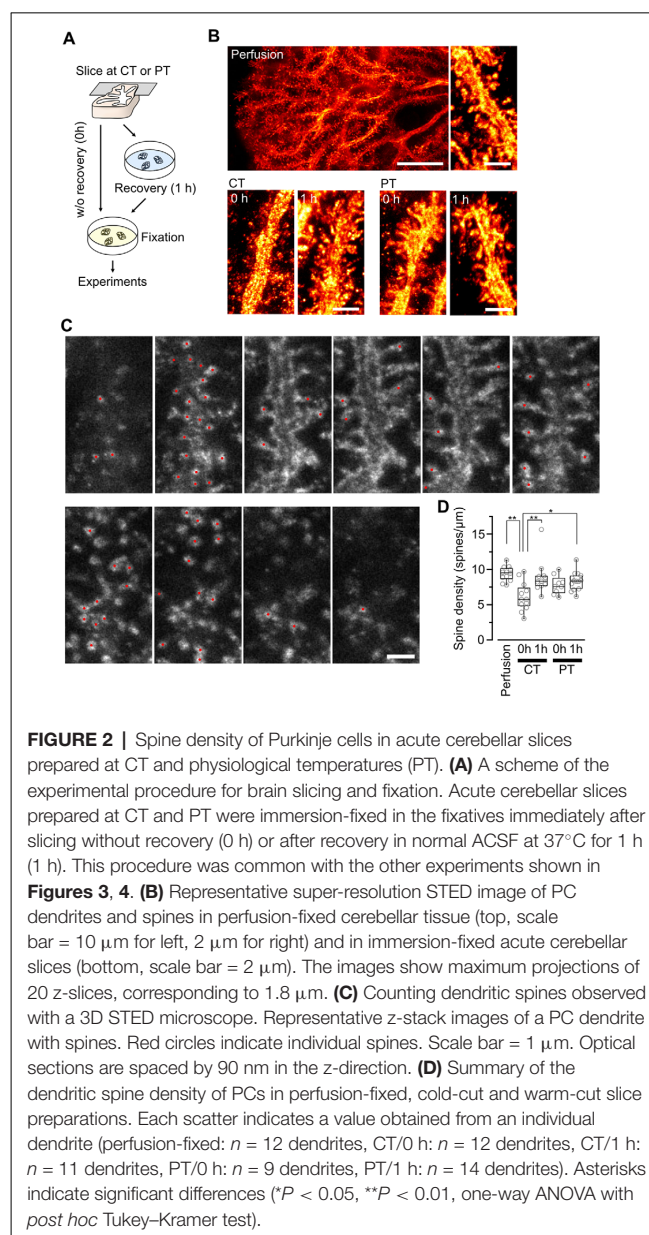 A
Slice at CT or PT
w/o recovery (0h)
Recovery (1 h)
Fixation
Experiments
B
Perfusion
CT
0 h
1 h
PT
0 h
1 h
C
D
Spine density (spines/μm)
15
10
5
0
**
**
*
Perfusion
0h 1h 0h 1h
CT PT
FIGURE 2 | Spine density of Purkinje cells in acute cerebellar slices
prepared at CT and physiological temperatures (PT). (A) A scheme of the
experimental procedure for brain slicing and fixation. Acute cerebellar slices
prepared at CT and PT were immersion-fixed in the fixatives immediately after
slicing without recovery (0 h) or after recovery in normal ACSF at 37°C for 1 h
(1 h). This procedure was common with the other experiments shown in
Figures 3, 4. (B) Representative super-resolution STED image of PC
dendrites and spines in perfusion-fixed cerebellar tissue (top, scale
bar = 10 μm for left, 2 μm for right) and in immersion-fixed acute cerebellar
slices (bottom, scale bar = 2 μm). The images show maximum projections of
20 z-slices, corresponding to 1.8 μm. (C) Counting dendritic spines observed
with a 3D STED microscope. Representative z-stack images of a PC dendrite
with spines. Red circles indicate individual spines. Scale bar = 1 μm. Optical
sections are spaced by 90 nm in the z-direction. (D) Summary of the
dendritic spine density of PCs in perfusion-fixed, cold-cut and warm-cut slice
preparations. Each scatter indicates a value obtained from an individual
dendrite (perfusion-fixed: n = 12 dendrites, CT/0 h: n = 12 dendrites, CT/1 h:
n = 11 dendrites, PT/0 h: n = 9 dendrites, PT/1 h: n = 14 dendrites). Asterisks
indicate significant differences (*P < 0.05, **P < 0.01, one-way ANOVA with
post hoc Tukey–Kramer test).